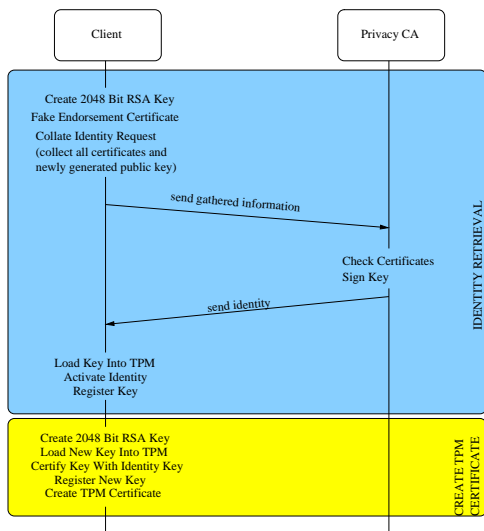 Client
Privacy CA
Create 2048 Bit RSA Key
Fake Endorsement Certificate
Collate Identity Request
(collect all certificates and
newly generated public key)
send gathered information
Check Certificates
Sign Key
send identity
Load Key Into TPM
Activate Identity
Register Key
IDENTITY RETRIEVAL
Create 2048 Bit RSA Key
Load New Key Into TPM
Certify Key With Identity Key
Register New Key
Create TPM Certificate
CREATE TPM
CERTIFICATE